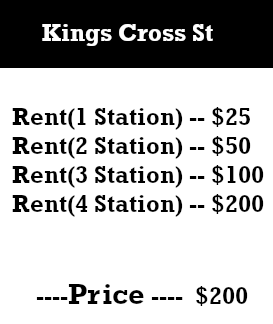 Kings Cross St
Rent(1 Station) -- $25
Rent(2 Station) -- $50
Rent(3 Station) -- $100
Rent(4 Station) -- $200
----Price ---- $200